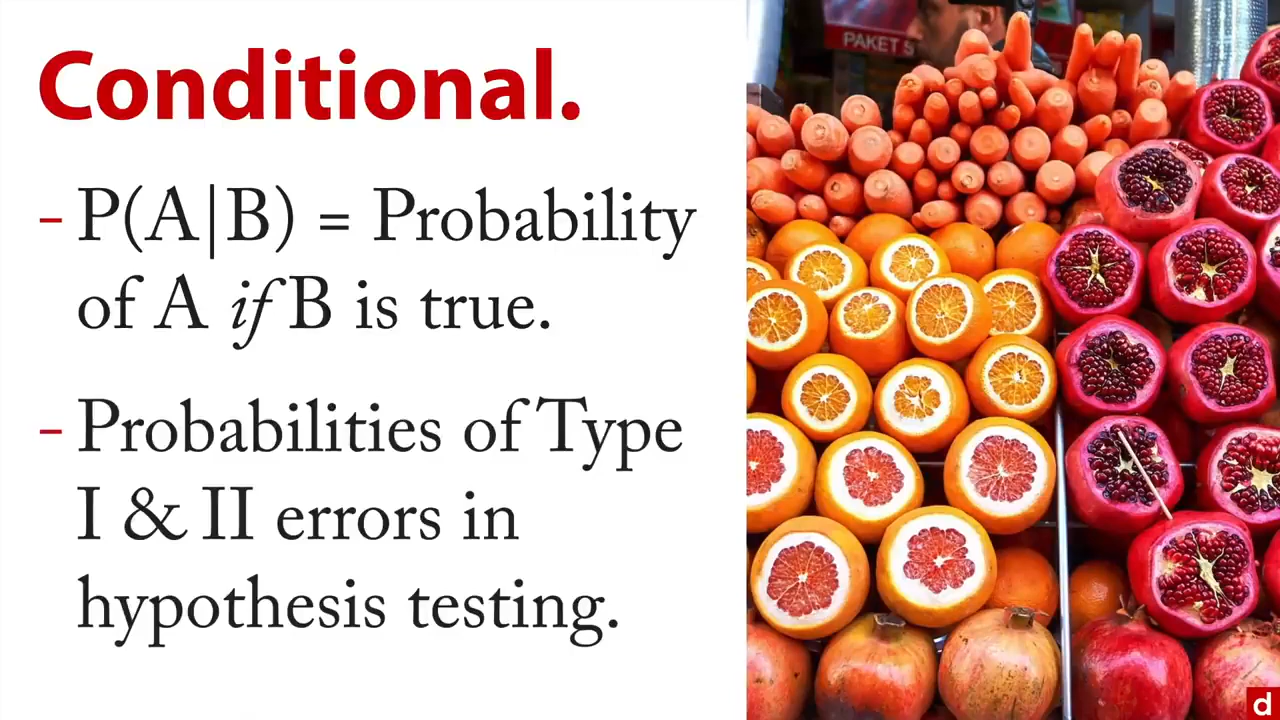 Conditional.
- P(A|B) = Probability
of A if B is true.
- Probabilities of Type
I & II errors in
hypothesis testing.
PAKET S
d